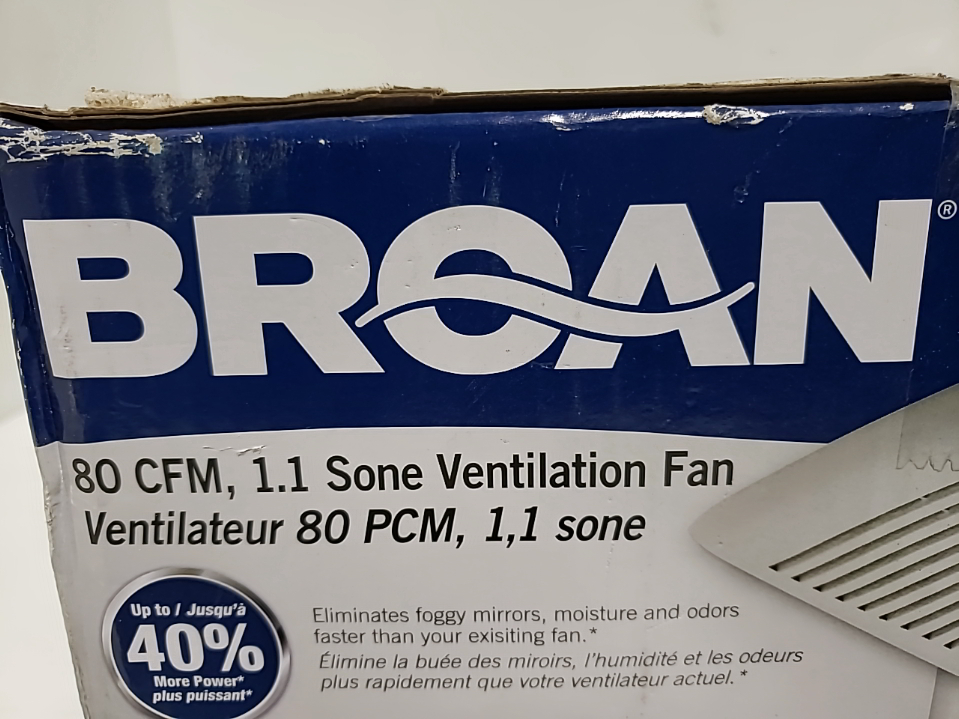 BROAN®
80 CFM, 1.1 Sone Ventilation Fan
Ventilateur 80 PCM, 1,1 sone
Up to / Jusqu'à
40%
More Power*
plus puissant*
Eliminates foggy mirrors, moisture and odors
faster than your exisiting fan.*
Élimine la buée des miroirs, l'humidité et les odeurs
plus rapidement que votre ventilateur actuel.*